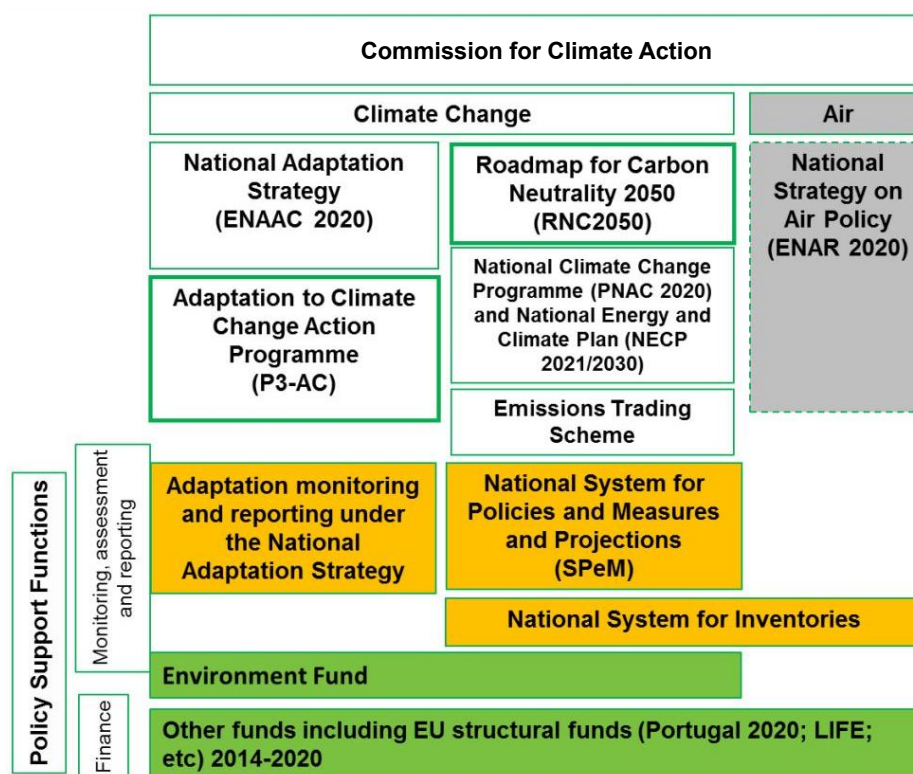 Commission for Climate Action
Climate Change
Air
National Adaptation
Strategy
(ENAAC 2020)
Adaptation to Climate
Change Action
Programme
(P3-AC)
Roadmap for Carbon
Neutrality 2050
(RNC2050)
National Climate Change
Programme (PNAC 2020)
and National Energy and
Climate Plan (NECP
2021/2030)
Emissions Trading
Scheme
National
Strategy on
Air Policy
(ENAR 2020)
Policy Support Functions
Monitoring, assessment
and reporting
Adaptation monitoring
and reporting under
the National
Adaptation Strategy
National System for
Policies and Measures
and Projections
(SPeM)
National System for Inventories
Finance
Environment Fund
Other funds including EU structural funds (Portugal 2020; LIFE;
etc) 2014-2020